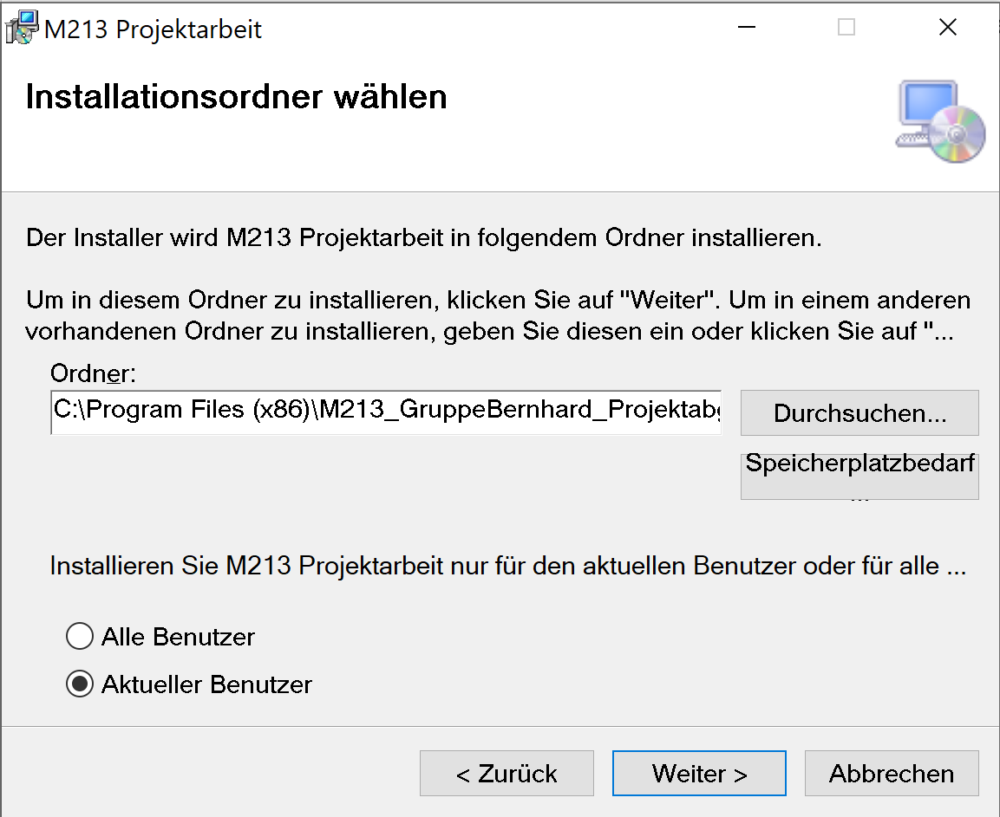 M213 Projektarbeit
Installationsordner wählen
Der Installer wird M213 Projektarbeit in folgendem Ordner installieren.
Um in diesem Ordner zu installieren, klicken Sie auf "Weiter". Um in einem anderen
vorhandenen Ordner zu installieren, geben Sie diesen ein oder klicken Sie auf "...
Ordner:
C:\Program Files (x86)\M213_GruppeBernhard_Projektab
Durchsuchen...
Speicherplatzbedarf
...
Installieren Sie M213 Projektarbeit nur für den aktuellen Benutzer oder für alle ...
Alle Benutzer
Aktueller Benutzer
< Zurück
Weiter >
Abbrechen